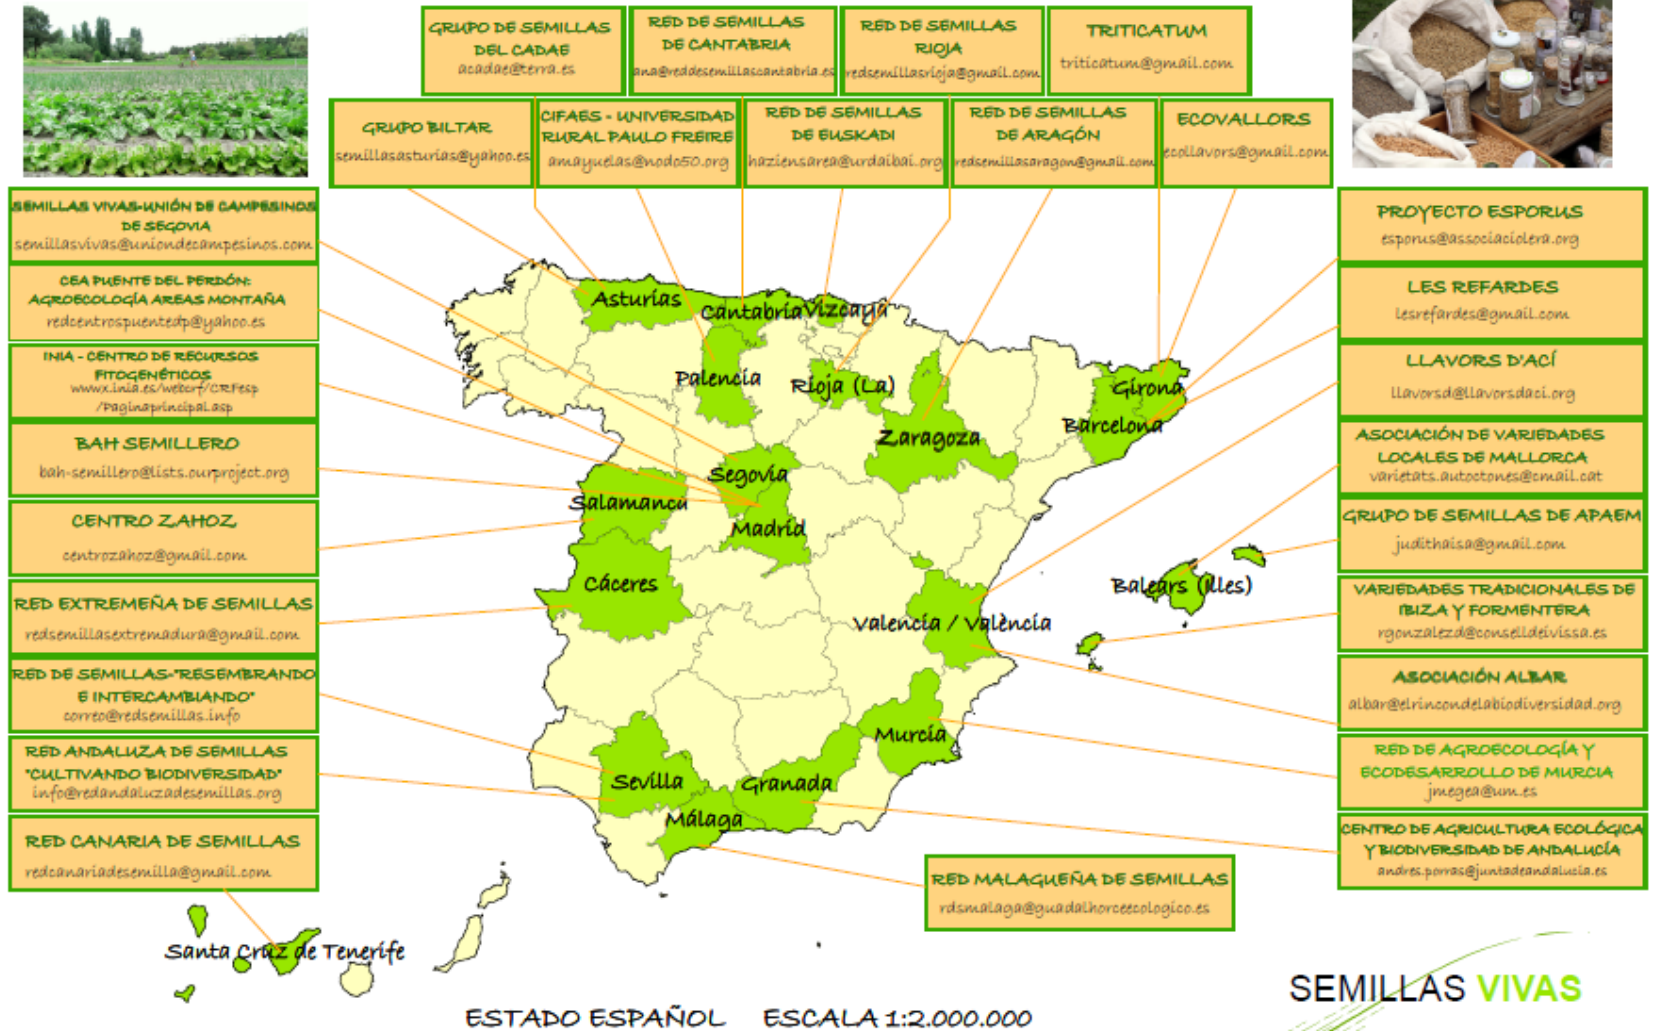 GRUPO DE SEMILLAS
DEL CADAE
acadae@terra.es
RED DE SEMILLAS
DE CANTABRIA
ana@reddesemillascantabria.es
RED DE SEMILLAS
RIOJA
redsemillasrioja@gmail.com
TRITICATUM
triticatum@gmail.com
GRUPO BILTAR
semillasasturias@yahoo.es
CIFAES - UNIVERSIDAD
RURAL PAULO FREIRE
amayuelas@nodo50.org
RED DE SEMILLAS
DE EUSKADI
haziensarea@urdaibai.org
RED DE SEMILLAS
DE ARAGÓN
redsemillasaragon@gmail.com
ECOVALLORS
ecollavors@gmail.com
SEMILLAS VIVAS-UNIÓN DE CAMPESINOS
DE SEGOVIA
semillasvivas@uniondecampesinos.com
CEA PUENTE DEL PERDÓN:
AGROECOLOGÍA AREAS MONTAÑA
redcentrospuentedp@yahoo.es
INIA - CENTRO DE RECURSOS
FITOGENÉTICOS
wwwx.inia.es/webcrf/CRFesp
/Paginaprincipal.asp
BAH SEMILLERO
bah-semillero@lists.ourproject.org
CENTRO ZAHOZ
centrozahoz@gmail.com
RED EXTREMEÑA DE SEMILLAS
redsemillasextremadura@gmail.com
RED DE SEMILLAS-"RESEMBRANDO
E INTERCAMBIANDO"
correo@redsemillas.info
RED ANDALUZA DE SEMILLAS
"CULTIVANDO BIODIVERSIDAD"
info@redandaluzadesemillas.org
RED CANARIA DE SEMILLAS
redcanariadesemilla@gmail.com
Asturias
Cantabria
Vizcaya
Palencia
Rioja (La)
Girona
Barcelona
Zaragoza
Segovia
Salamanca
Madrid
Cáceres
Balears (Illes)
Valencia / València
Murcia
Sevilla
Granada
Málaga
Santa Cruz de Tenerife
PROYECTO ESPORUS
esporus@associaciolera.org
LES REFARDES
lesrefardes@gmail.com
LLAVORS D'ACÍ
llavorsd@llavorsdaci.org
ASOCIACIÓN DE VARIEDADES
LOCALES DE MALLORCA
varietats.autoctones@cmail.cat
GRUPO DE SEMILLAS DE APAEM
judithaisa@gmail.com
VARIEDADES TRADICIONALES DE
IBIZA Y FORMENTERA
rgonzalezd@conselldeivissa.es
ASOCIACIÓN ALBAR
albar@elrincondelabiodiversidad.org
RED DE AGROECOLOGÍA Y
ECODESARROLLO DE MURCIA
jmegea@um.es
CENTRO DE AGRICULTURA ECOLÓGICA
Y BIODIVERSIDAD DE ANDALUCÍA
andres.porras@juntadeandalucia.es
RED MALAGUEÑA DE SEMILLAS
rdsmalaga@guadalhorceecologico.es
SEMILLAS VIVAS
ESTADO ESPAÑOL ESCALA 1:2.000.000